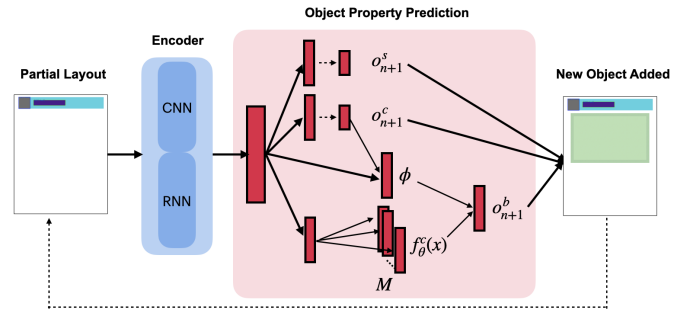 Object Property Prediction
Encoder
Partial Layout
New Object Added
CNN
RNN
o^s_{n+1}
o^c_{n+1}
ϕ
o^b_{n+1}
f^c_θ(x)
M